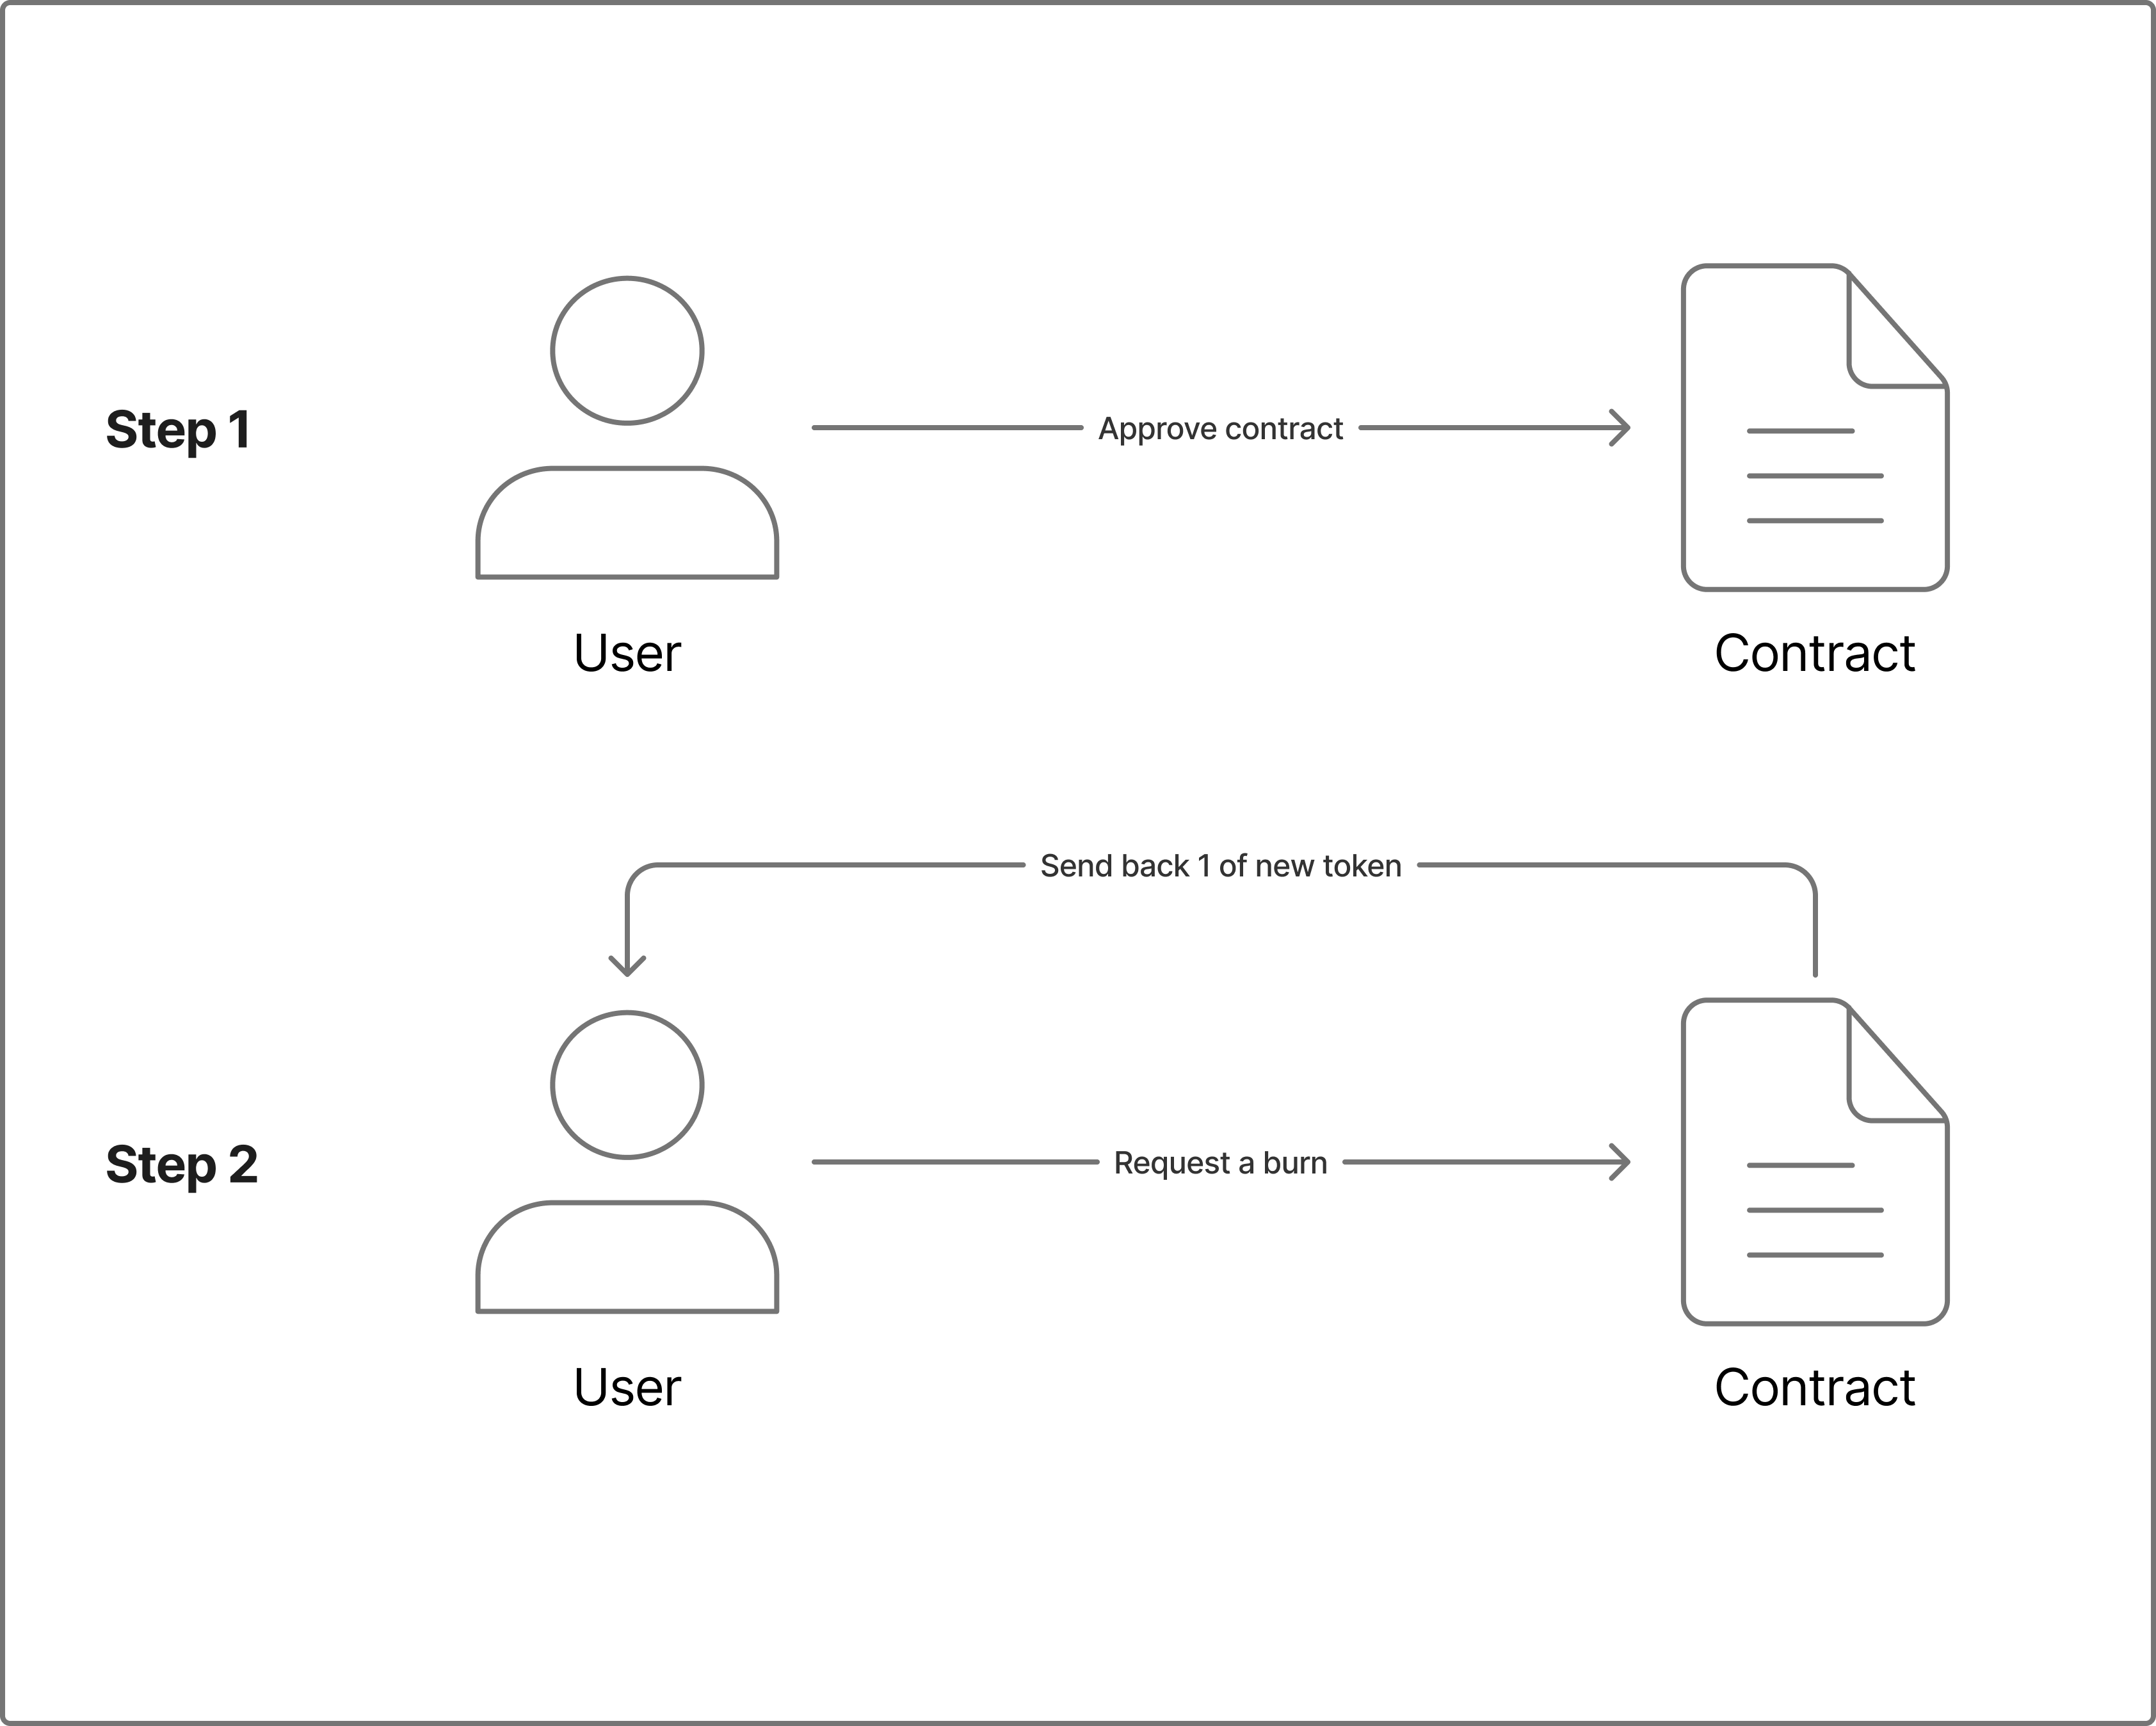 Step 1
Approve contract
User
Contract
Send back 1 of new token
Step 2
Request a burn
User
Contract